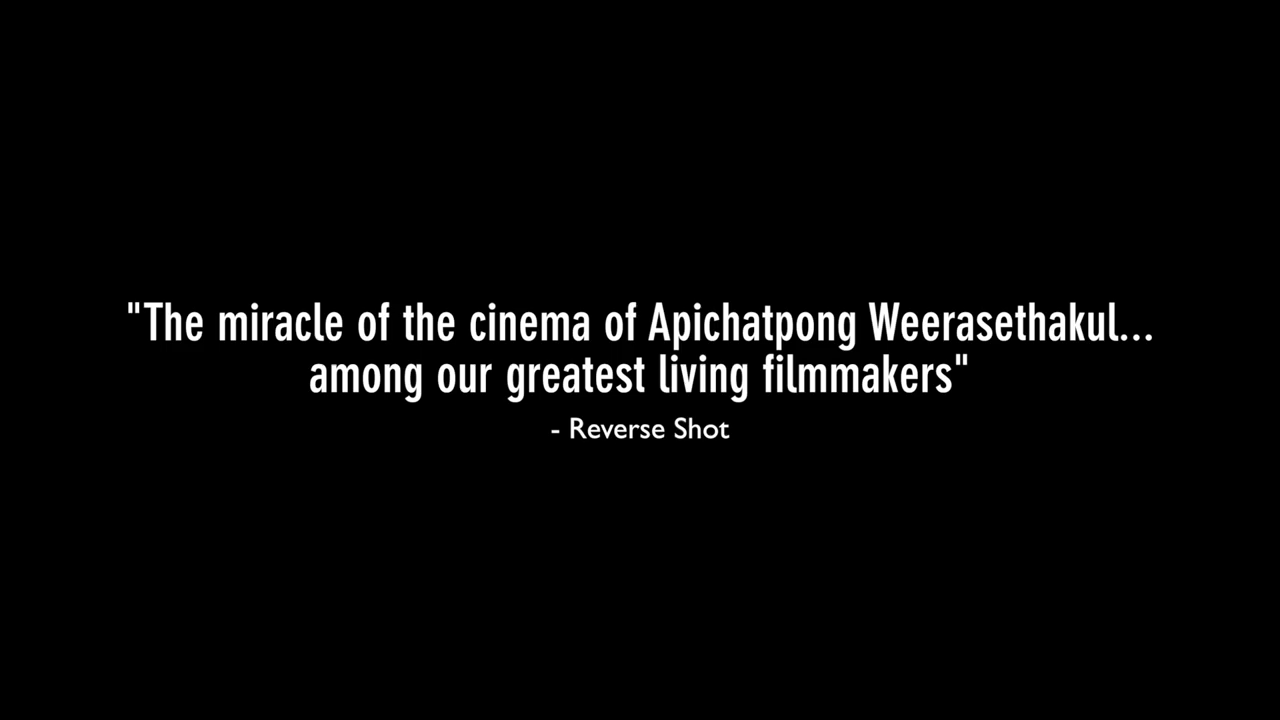 "The miracle of the cinema of Apichatpong Weerasethakul...
among our greatest living filmmakers"
- Reverse Shot